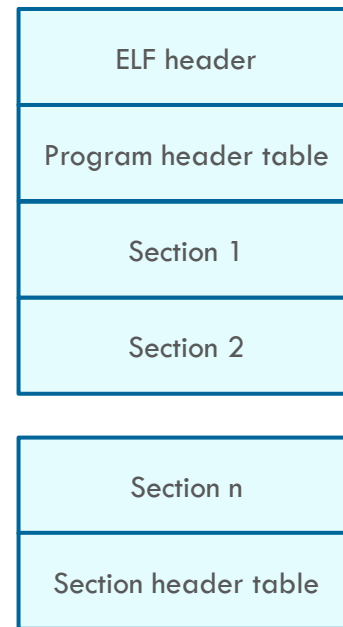 ELF header
Program header table
Section 1
Section 2
Section n
Section header table